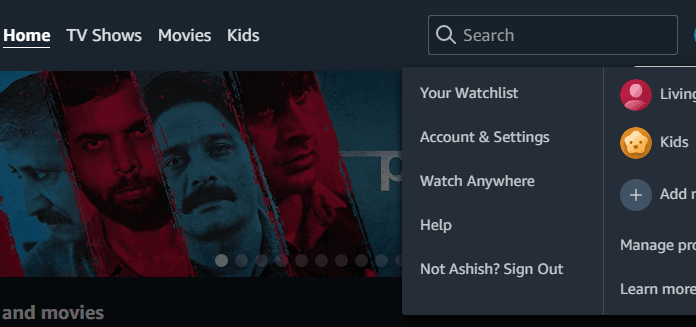 Home TV Shows Movies Kids Search
Your Watchlist
Account & Settings
Watch Anywhere
Help
Not Ashish? Sign Out
Living
Kids
Add
Manage
Learn more
and movies